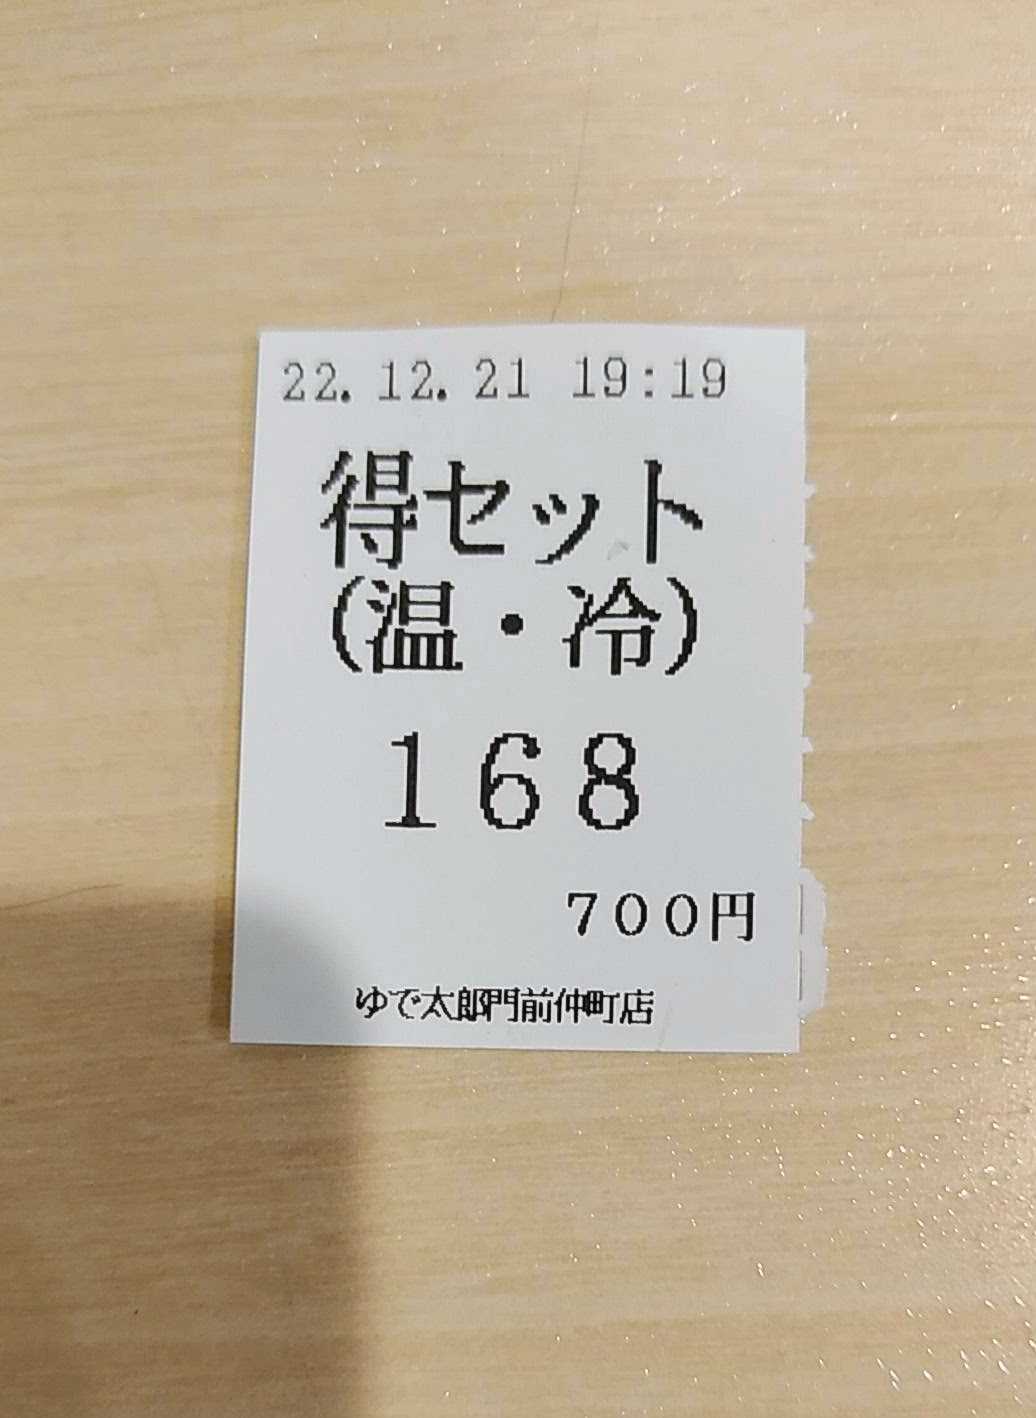 22.12.21 19:19
得セット
(温・冷)
168
700円
ゆで太郎門前仲町店